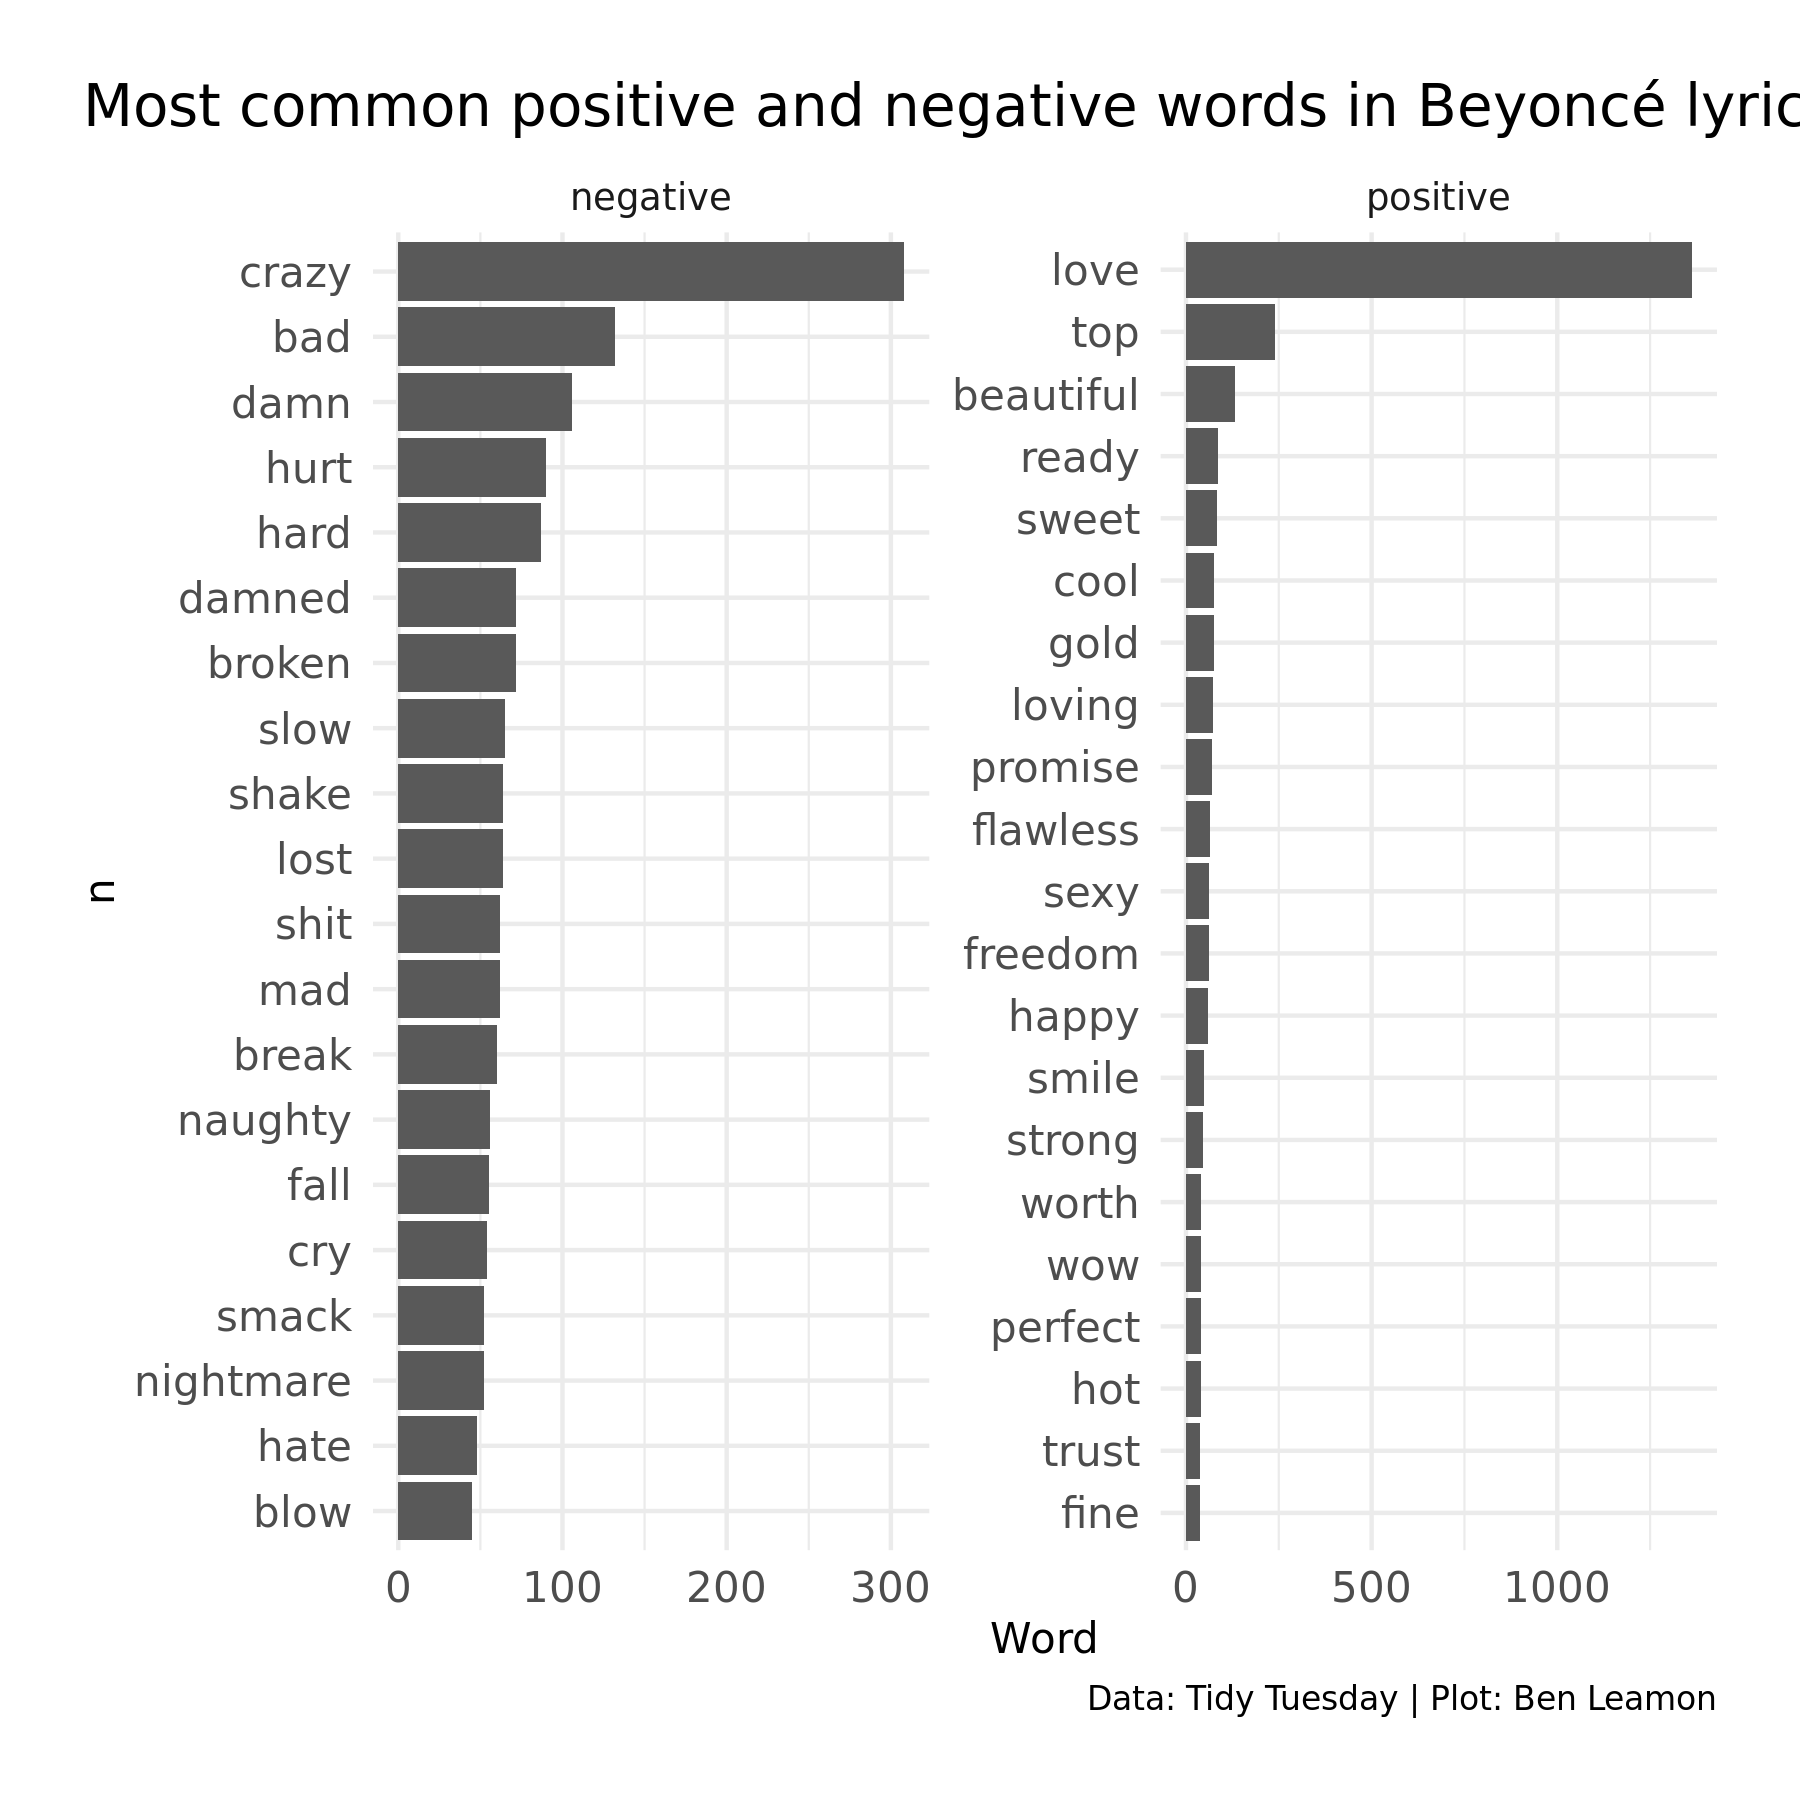 Most common positive and negative words in Beyoncé lyric
negative
crazy
bad
damn
hurt
hard
damned
broken
slow
shake
lost
shit
mad
break
naughty
fall
cry
smack
nightmare
hate
blow
0 100 200 300
positive
love
top
beautiful
ready
sweet
cool
gold
loving
promise
flawless
sexy
freedom
happy
smile
strong
worth
wow
perfect
hot
trust
fine
0 500 1000
n
Word
Data: Tidy Tuesday | Plot: Ben Leamon